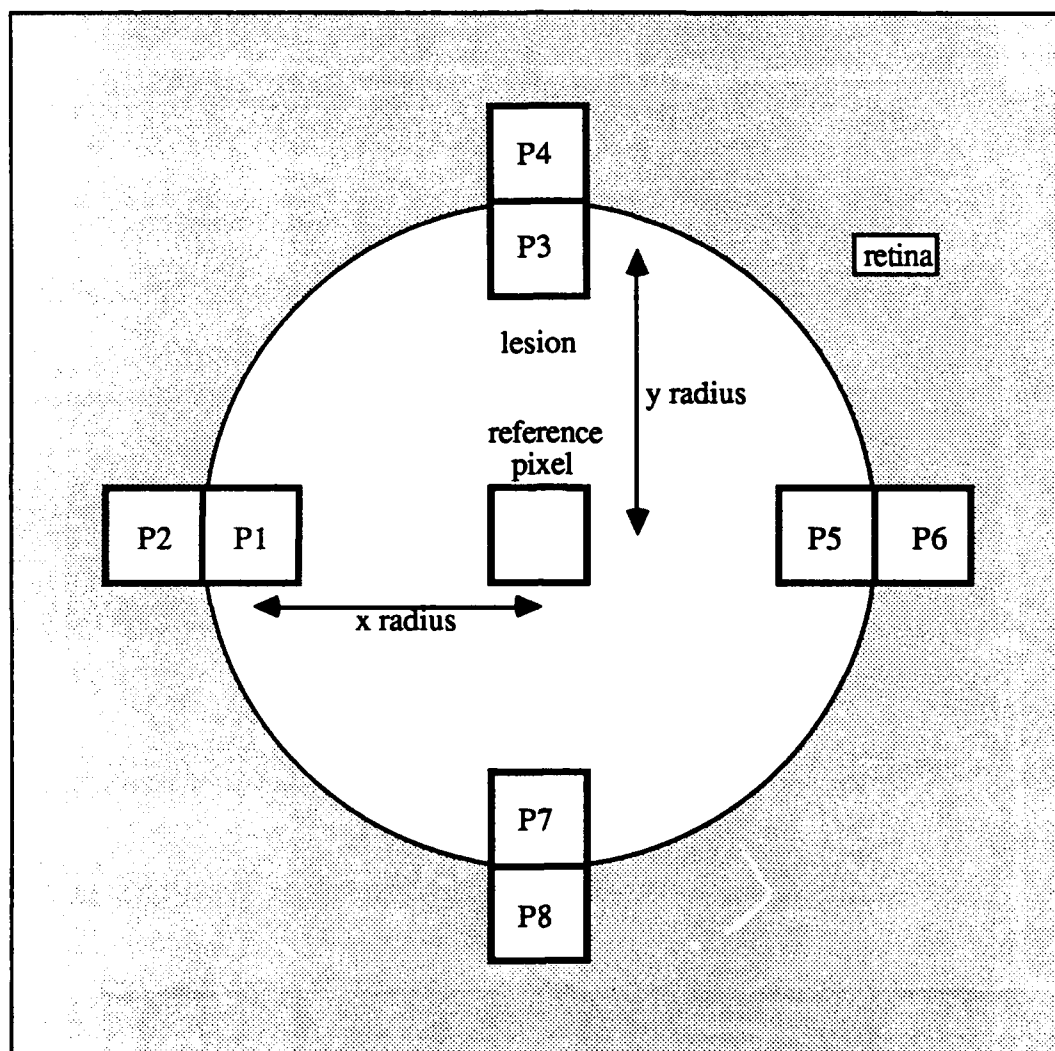 P4
P3
retina
lesion
y radius
reference
pixel
P2 P1
P5 P6
x radius
P7
P8